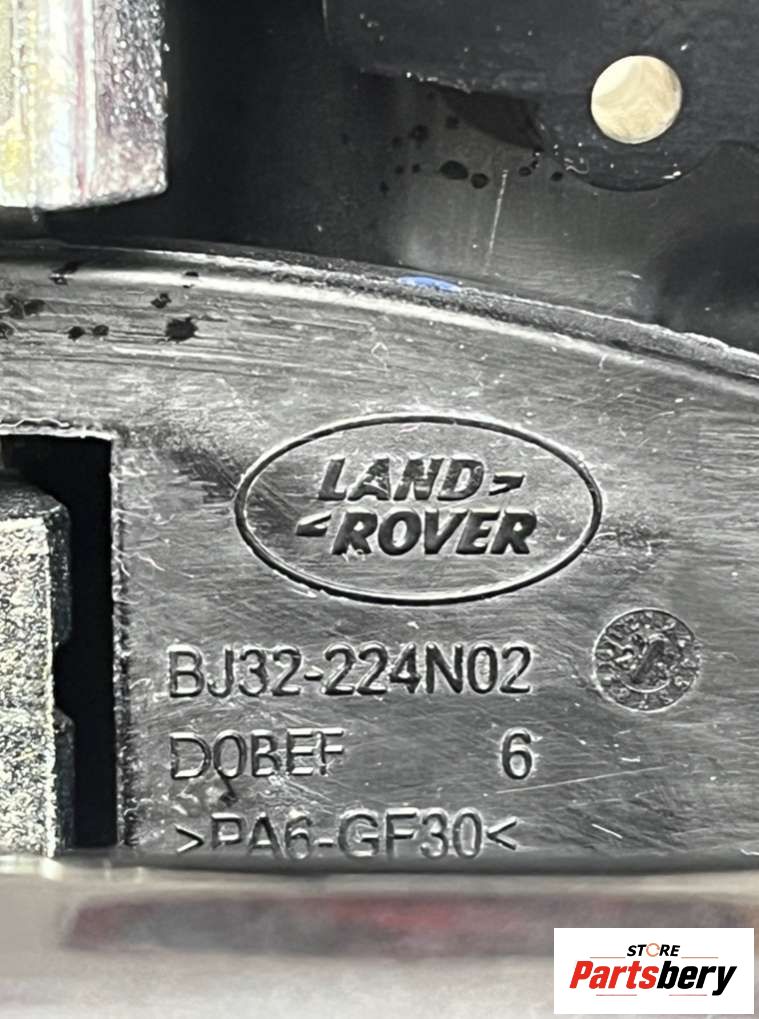 LAND>
<ROVER
BJ32-224N02
DOBEF 6
>PA6-GF30<
STORE
Partsbery